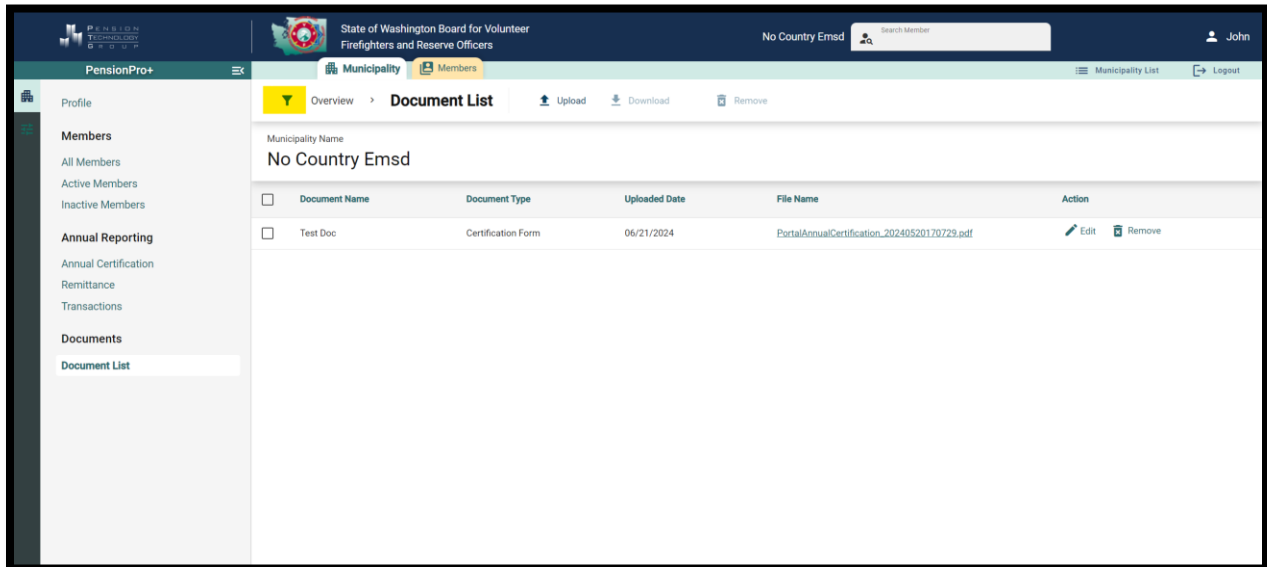 PENSION
TECHNOLOGY
GROUP
State of Washington Board for Volunteer
Firefighters and Reserve Officers
No Country Emsd
Search Member
John
PensionPro+
Municipality
Members
Municipality List
Logout
Profile
Members
All Members
Active Members
Inactive Members
Annual Reporting
Annual Certification
Remittance
Transactions
Documents
Document List
Overview > Document List
Upload
Download
Remove
Municipality Name
No Country Emsd
Document Name Document Type Uploaded Date File Name Action
Test Doc Certification Form 06/21/2024 PortalAnnualCertification_20240520170729.pdf Edit Remove